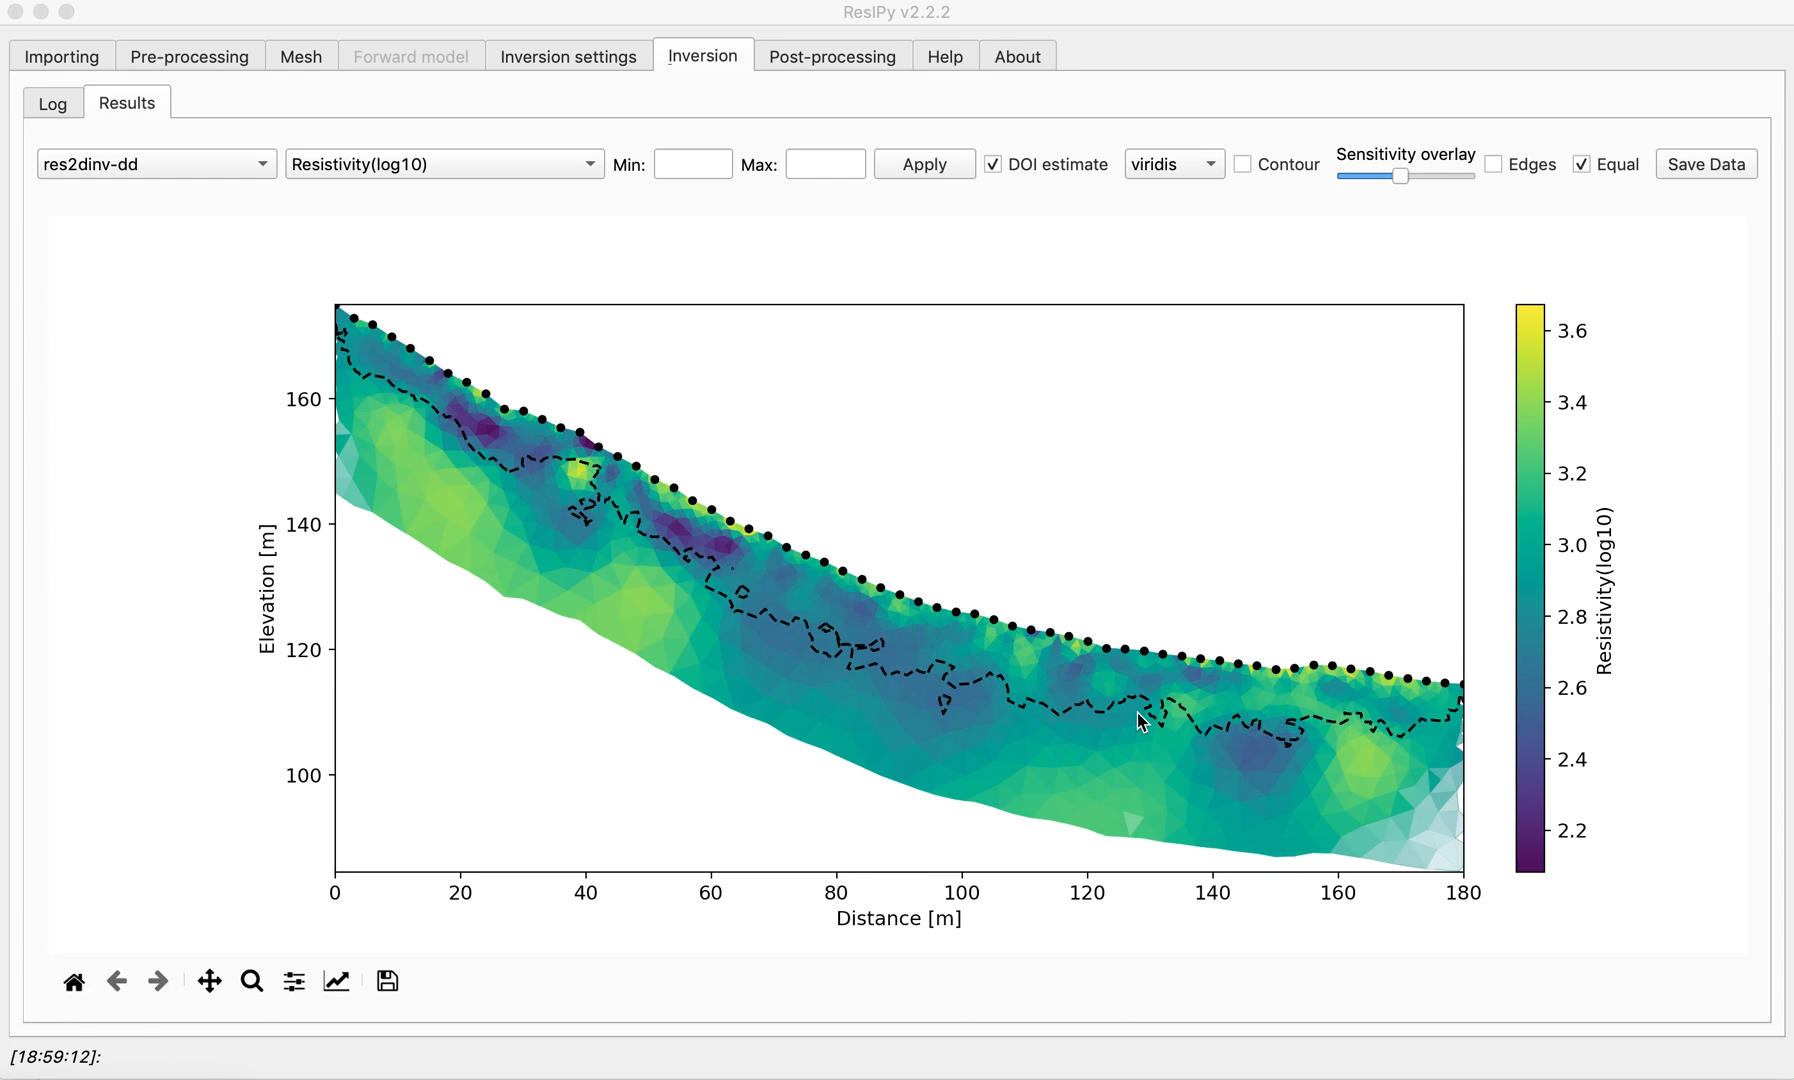 ResIPy v2.2.2
Importing Pre-processing Mesh Forward model Inversion settings Inversion Post-processing Help About
Log Results
res2dinv-dd Resistivity(log10) Min: Max: Apply DOI estimate viridis Contour Sensitivity overlay Edges Equal Save Data
160
140
120
100
Elevation [m]
0 20 40 60 80 100 120 140 160 180
Distance [m]
3.6
3.4
3.2
3.0
2.8
2.6
2.4
2.2
Resistivity(log10)
[18:59:12]: